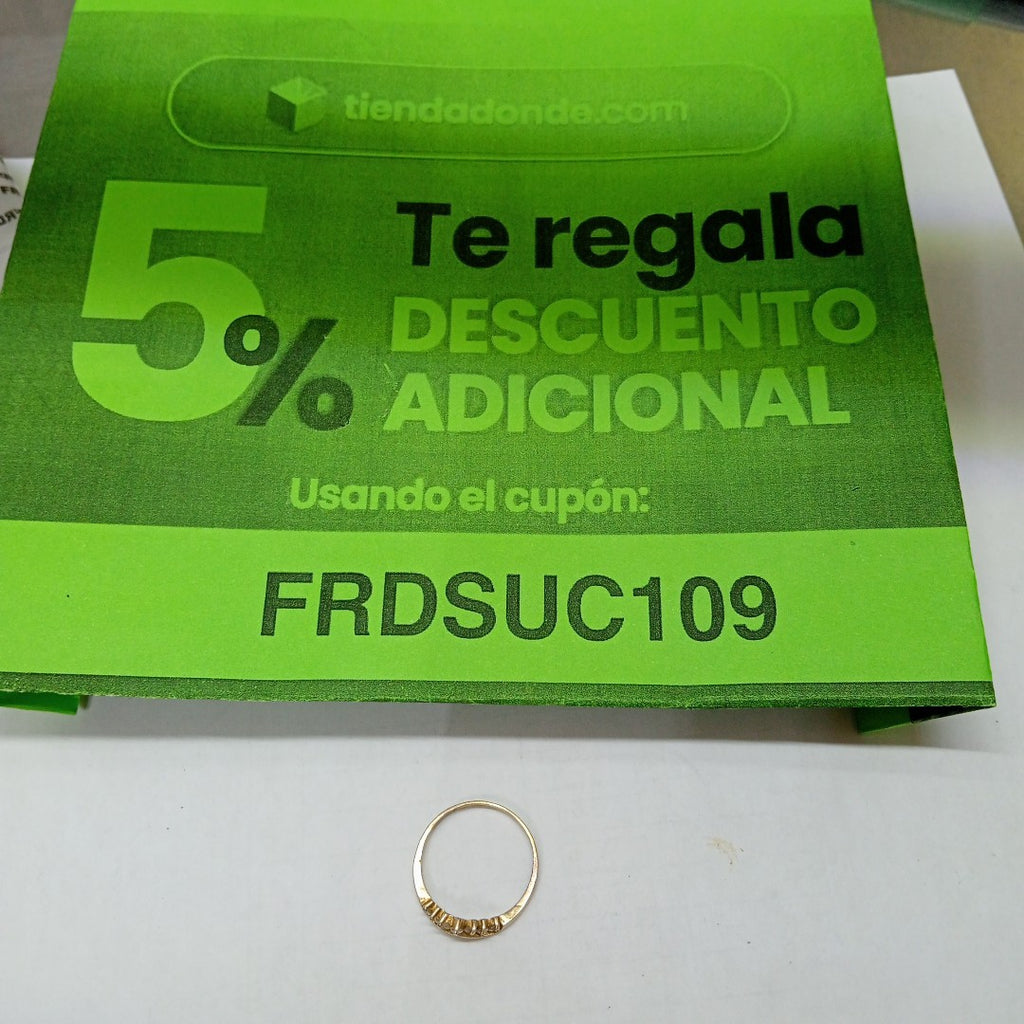 tiendadonde.com
5% Te regala
DESCUENTO
ADICIONAL
Usando el cupón:
FRDSUC109